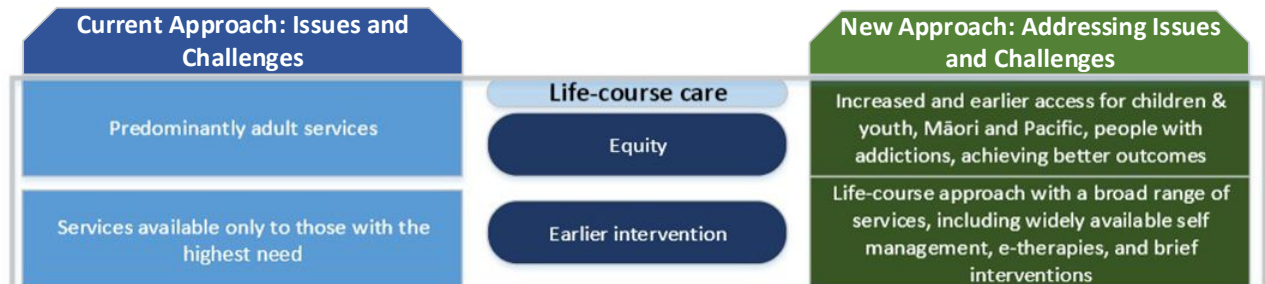 Current Approach: Issues and
Challenges
New Approach: Addressing Issues
and Challenges
Life-course care
Predominantly adult services
Equity
Increased and earlier access for children &
youth, Māori and Pacific, people with
addictions, achieving better outcomes
Services available only to those with the
highest need
Earlier intervention
Life-course approach with a broad range of
services, including widely available self
management, e-therapies, and brief
interventions